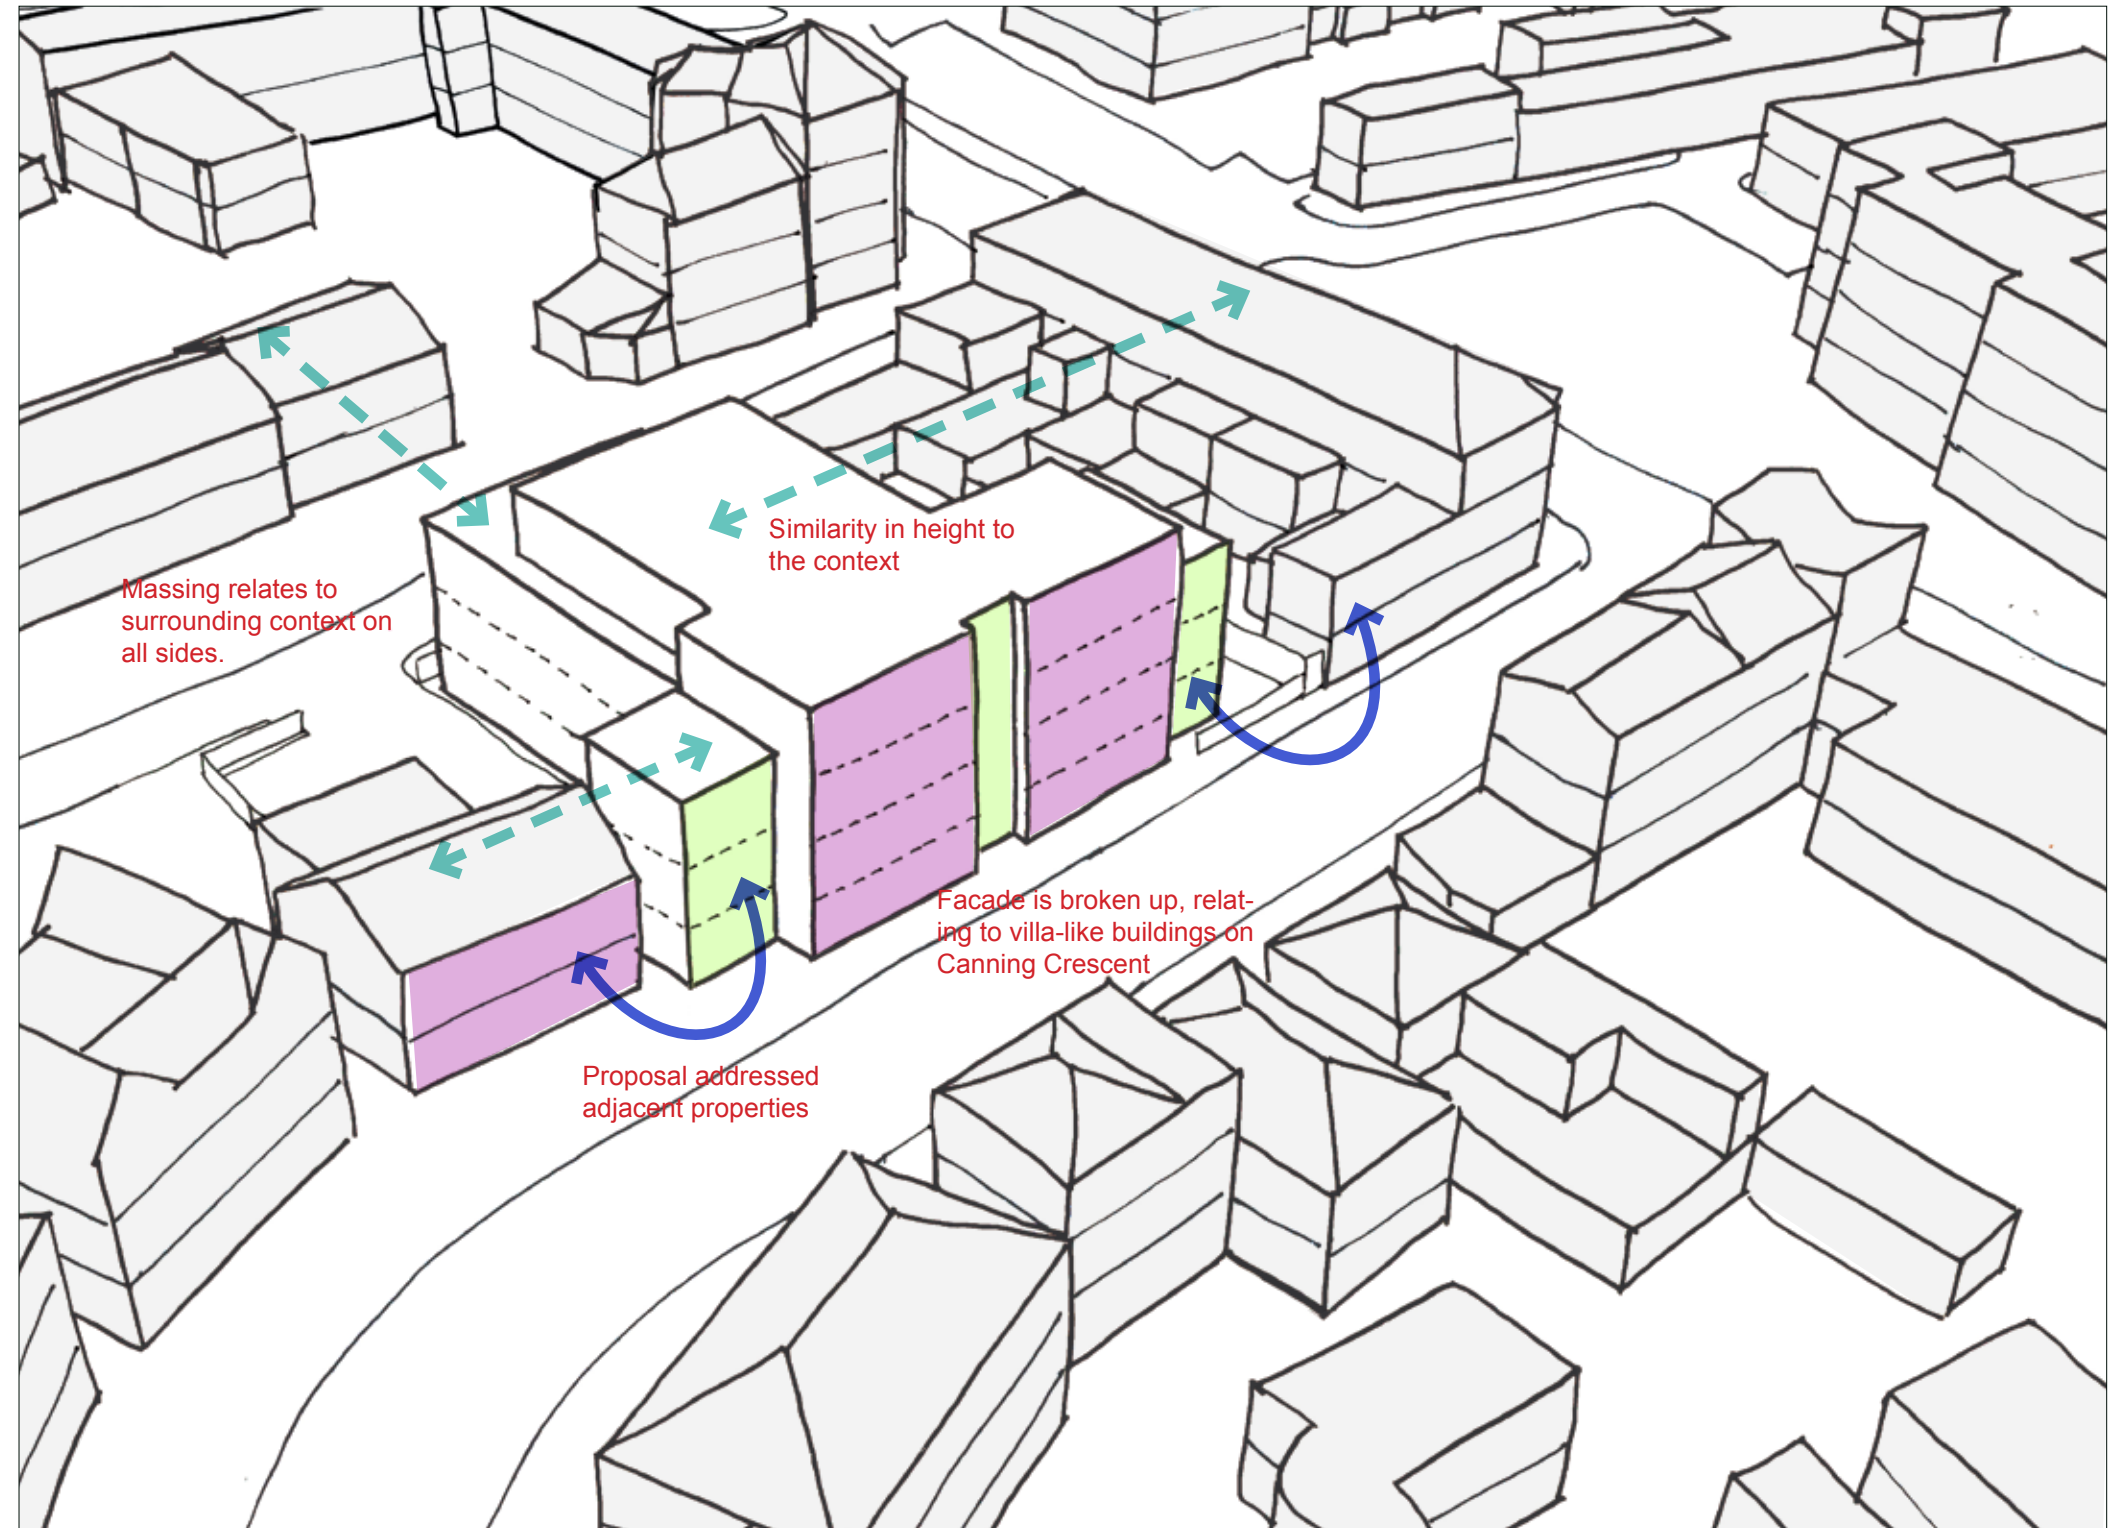 Similarity in height to
the context
Massing relates to
surrounding context on
all sides.
Facade is broken up, relat-
ing to villa-like buildings on
Canning Crescent
Proposal addressed
adjacent properties